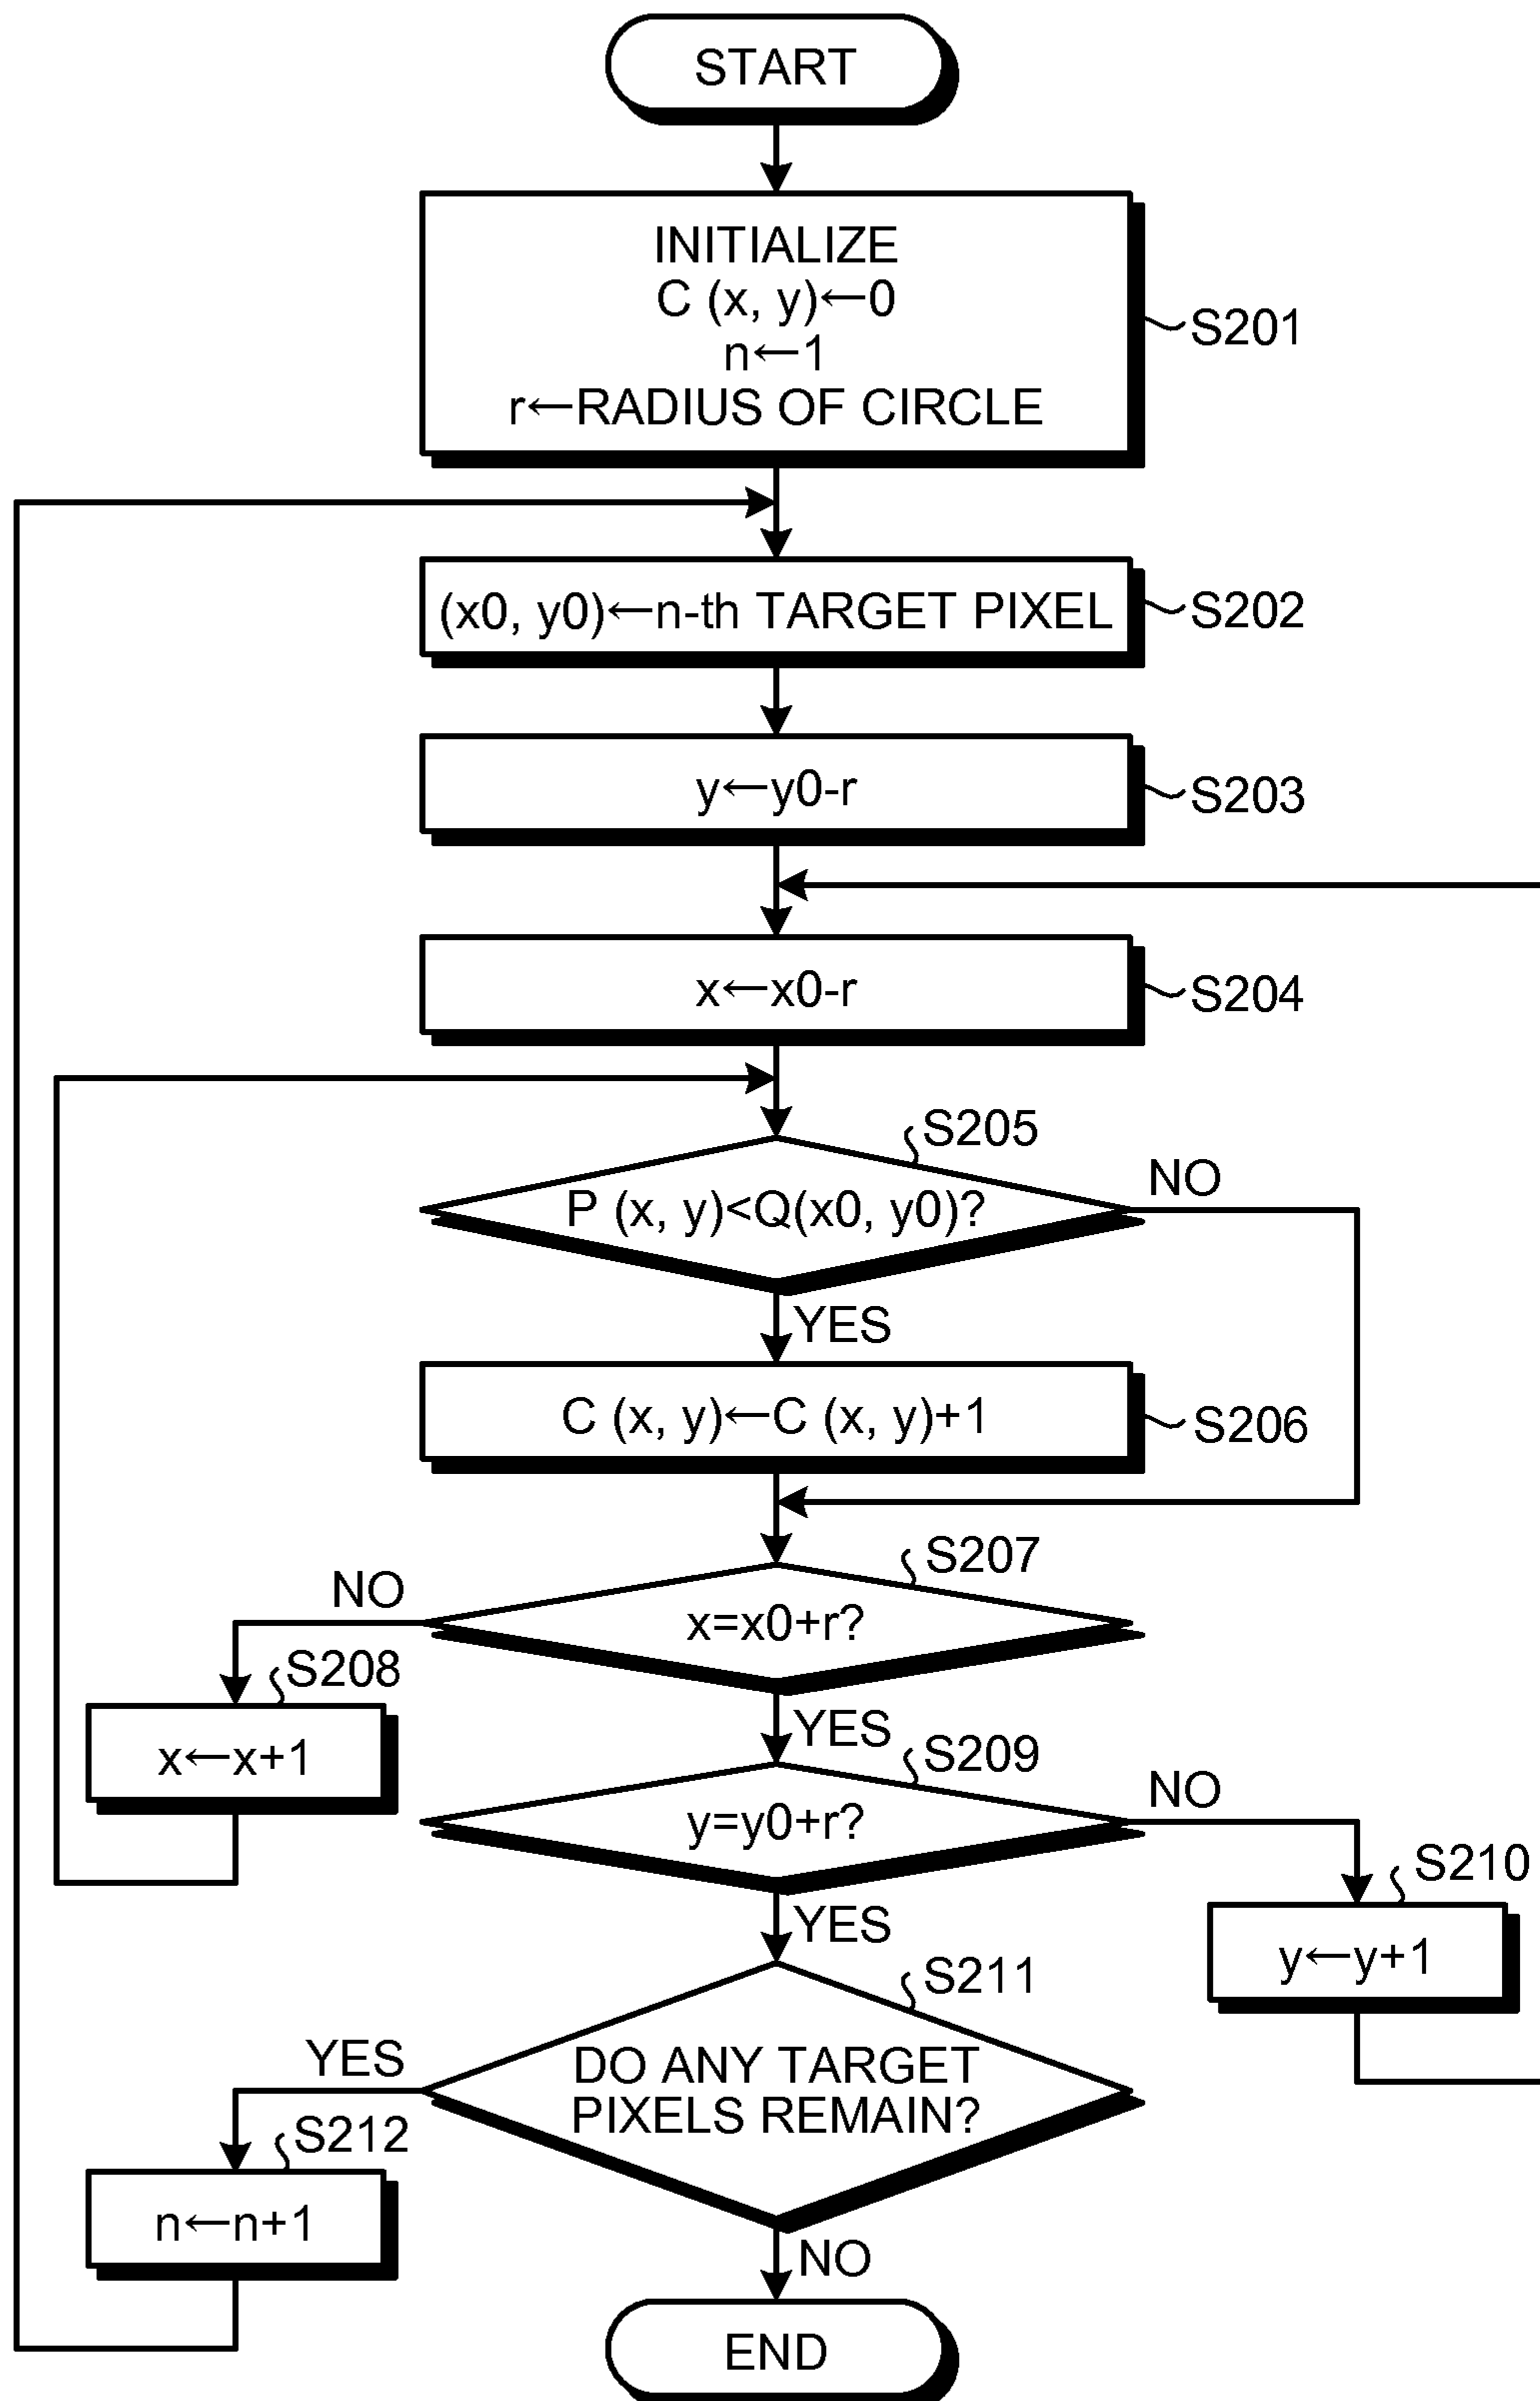 START
INITIALIZE
C (x, y)←0
n←1
r←RADIUS OF CIRCLE
S201
(x0, y0)←n-th TARGET PIXEL
S202
y←y0-r
S203
x←x0-r
S204
S205
P (x, y)<Q(x0, y0)?
NO
YES
C (x, y)←C (x, y)+1
S206
S207
NO
x=x0+r?
S208
YES
x←x+1
S209
NO
y=y0+r?
S210
YES
y←y+1
S211
YES
DO ANY TARGET
PIXELS REMAIN?
S212
n←n+1
NO
END